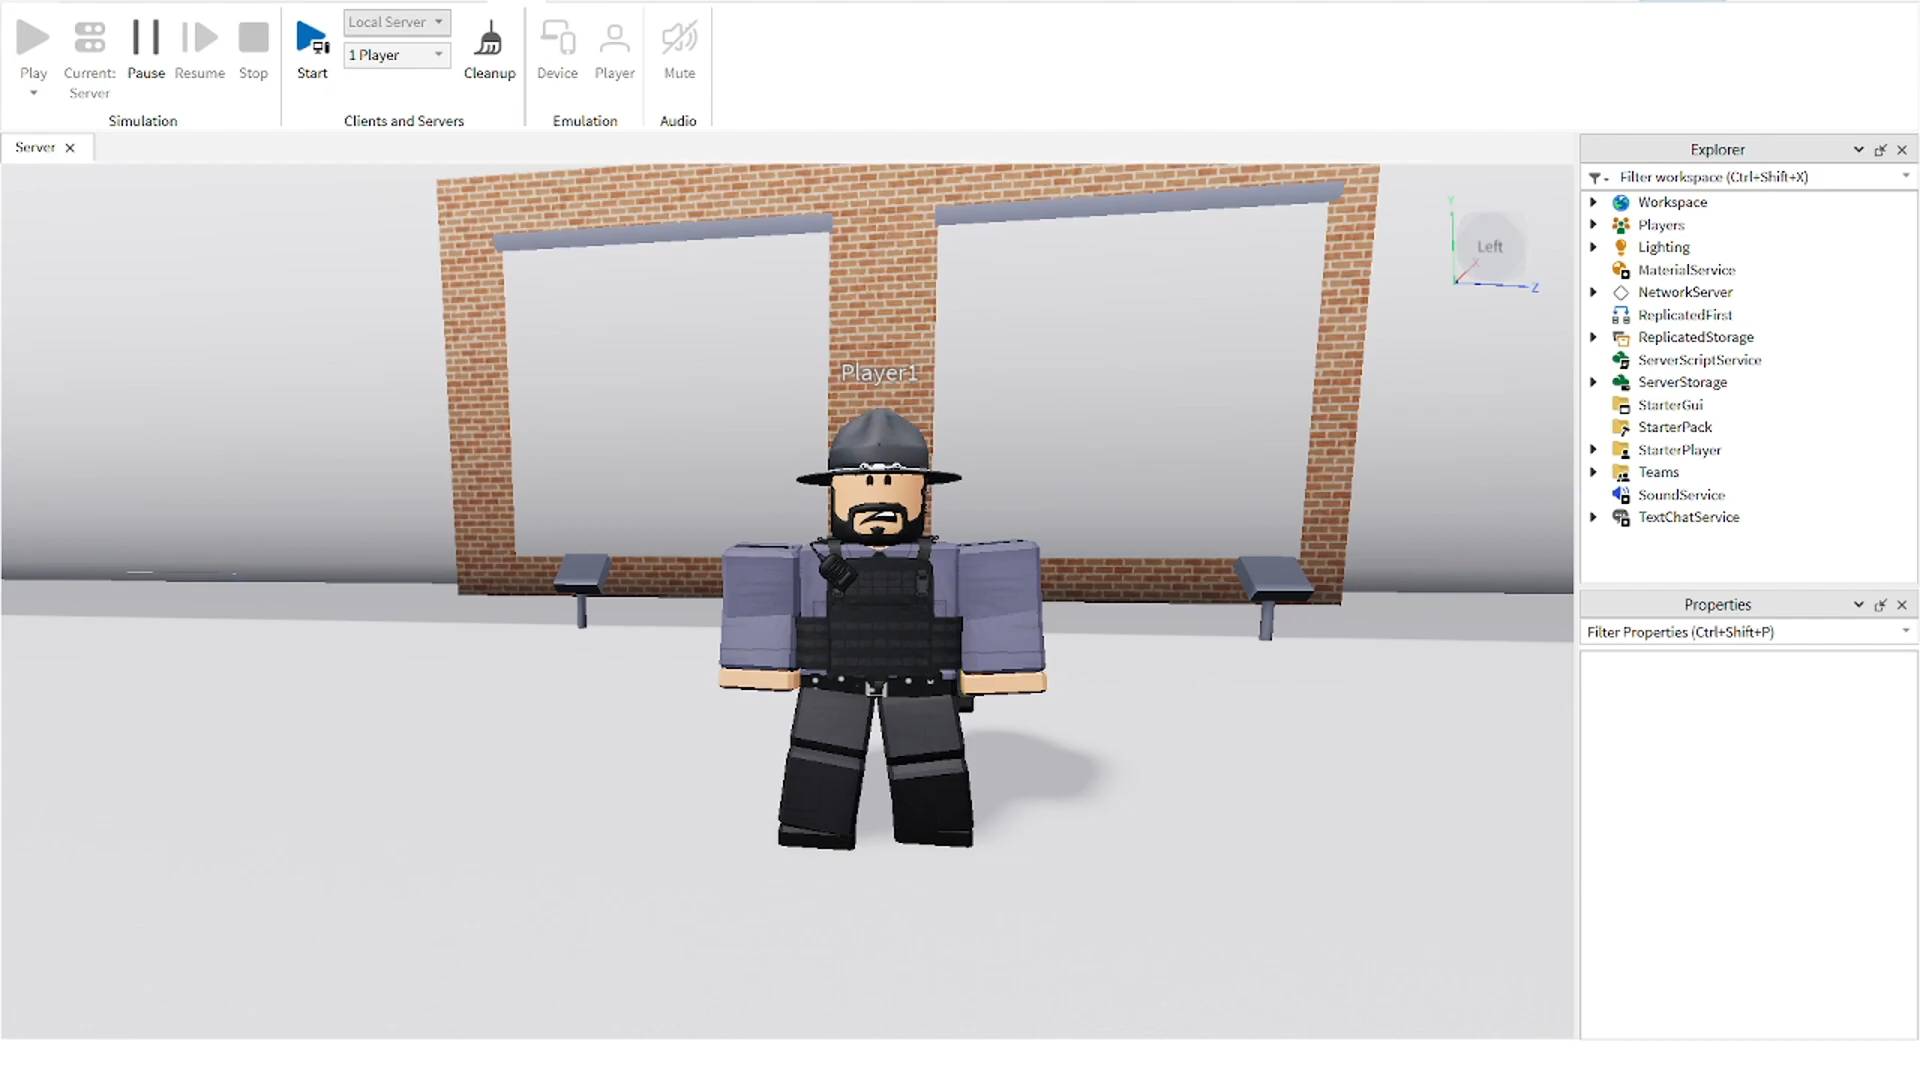 Play
Current:
Server
Pause
Resume
Stop
Simulation
Start
Local Server
1 Player
Cleanup
Clients and Servers
Device
Player
Emulation
Mute
Audio
Server
Player1
Y
Left
X
Z
Explorer
Filter workspace (Ctrl+Shift+X)
Workspace
Players
Lighting
MaterialService
NetworkServer
ReplicatedFirst
ReplicatedStorage
ServerScriptService
ServerStorage
StarterGui
StarterPack
StarterPlayer
Teams
SoundService
TextChatService
Properties
Filter Properties (Ctrl+Shift+P)